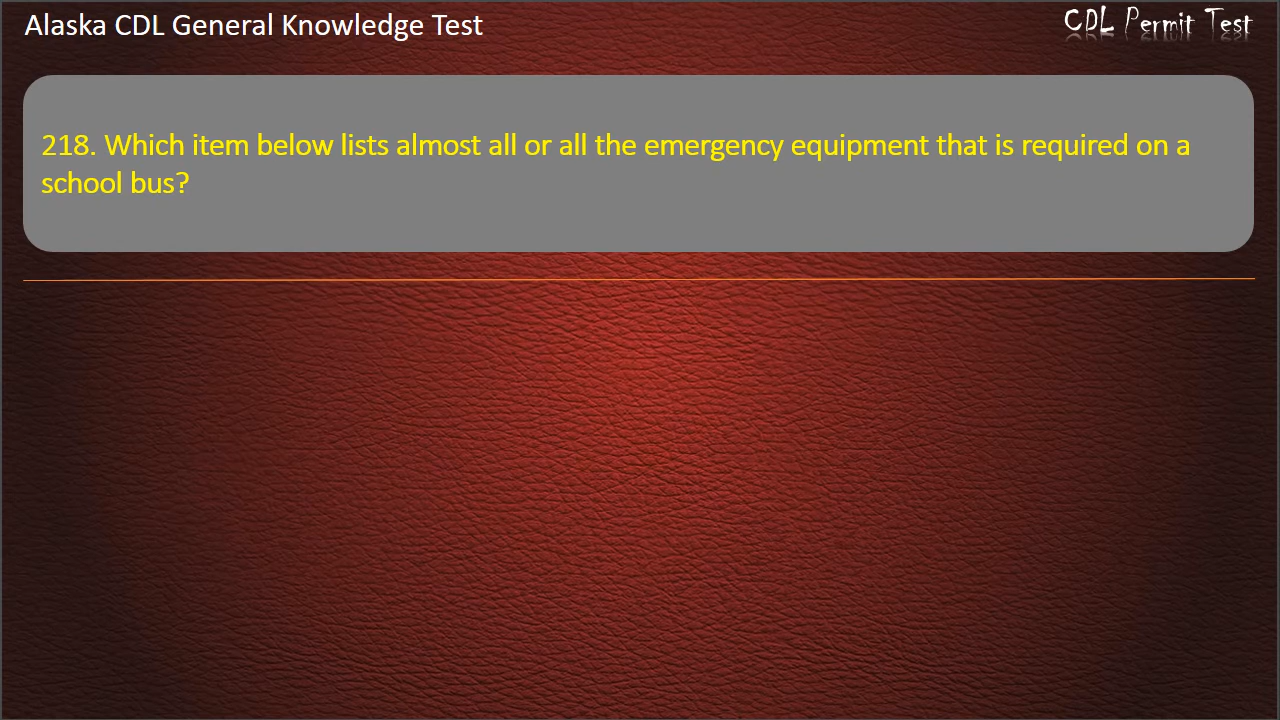 Alaska CDL General Knowledge Test
CDL Permit Test
218. Which item below lists almost all or all the emergency equipment that is required on a
school bus?